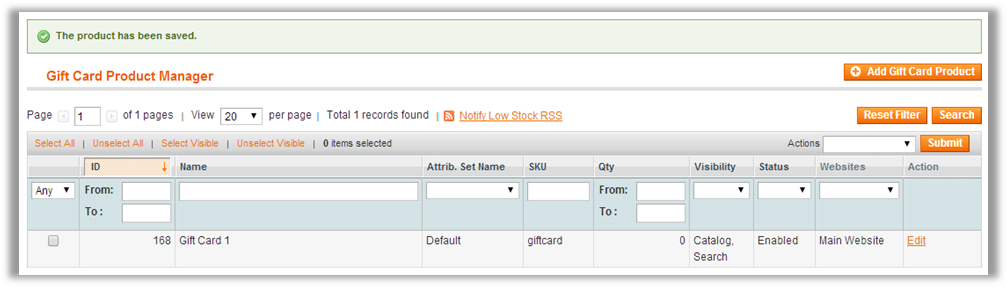 The product has been saved.
Gift Card Product Manager
Add Gift Card Product
Page 1 of 1 pages | View 20 per page | Total 1 records found | Notify Low Stock RSS
Reset Filter Search
Select All | Unselect All | Select Visible | Unselect Visible | 0 items selected
Actions Submit
ID Name Attrib. Set Name SKU Qty Visibility Status Websites Action
Any From: From:
To : To :
168 Gift Card 1 Default giftcard 0 Catalog, Enabled Main Website Edit
Search